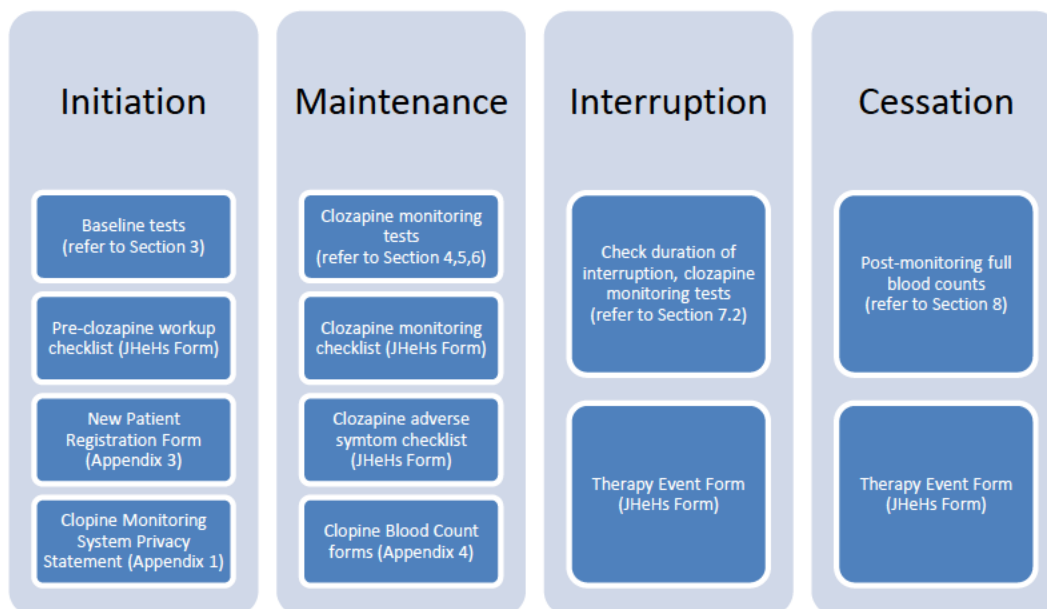 Initiation
Baseline tests
(refer to Section 3)
Pre-clozapine workup
checklist (JHeHs Form)
New Patient
Registration Form
(Appendix 3)
Clopine Monitoring
System Privacy
Statement (Appendix 1)
Maintenance
Clozapine monitoring
tests
(refer to Section 4,5,6)
Clozapine monitoring
checklist (JHeHs Form)
Clozapine adverse
symtom checklist
(JHeHs Form)
Clopine Blood Count
forms (Appendix 4)
Interruption
Check duration of
interruption, clozapine
monitoring tests
(refer to Section 7.2)
Therapy Event Form
(JHeHs Form)
Cessation
Post-monitoring full
blood counts
(refer to Section 8)
Therapy Event Form
(JHeHs Form)